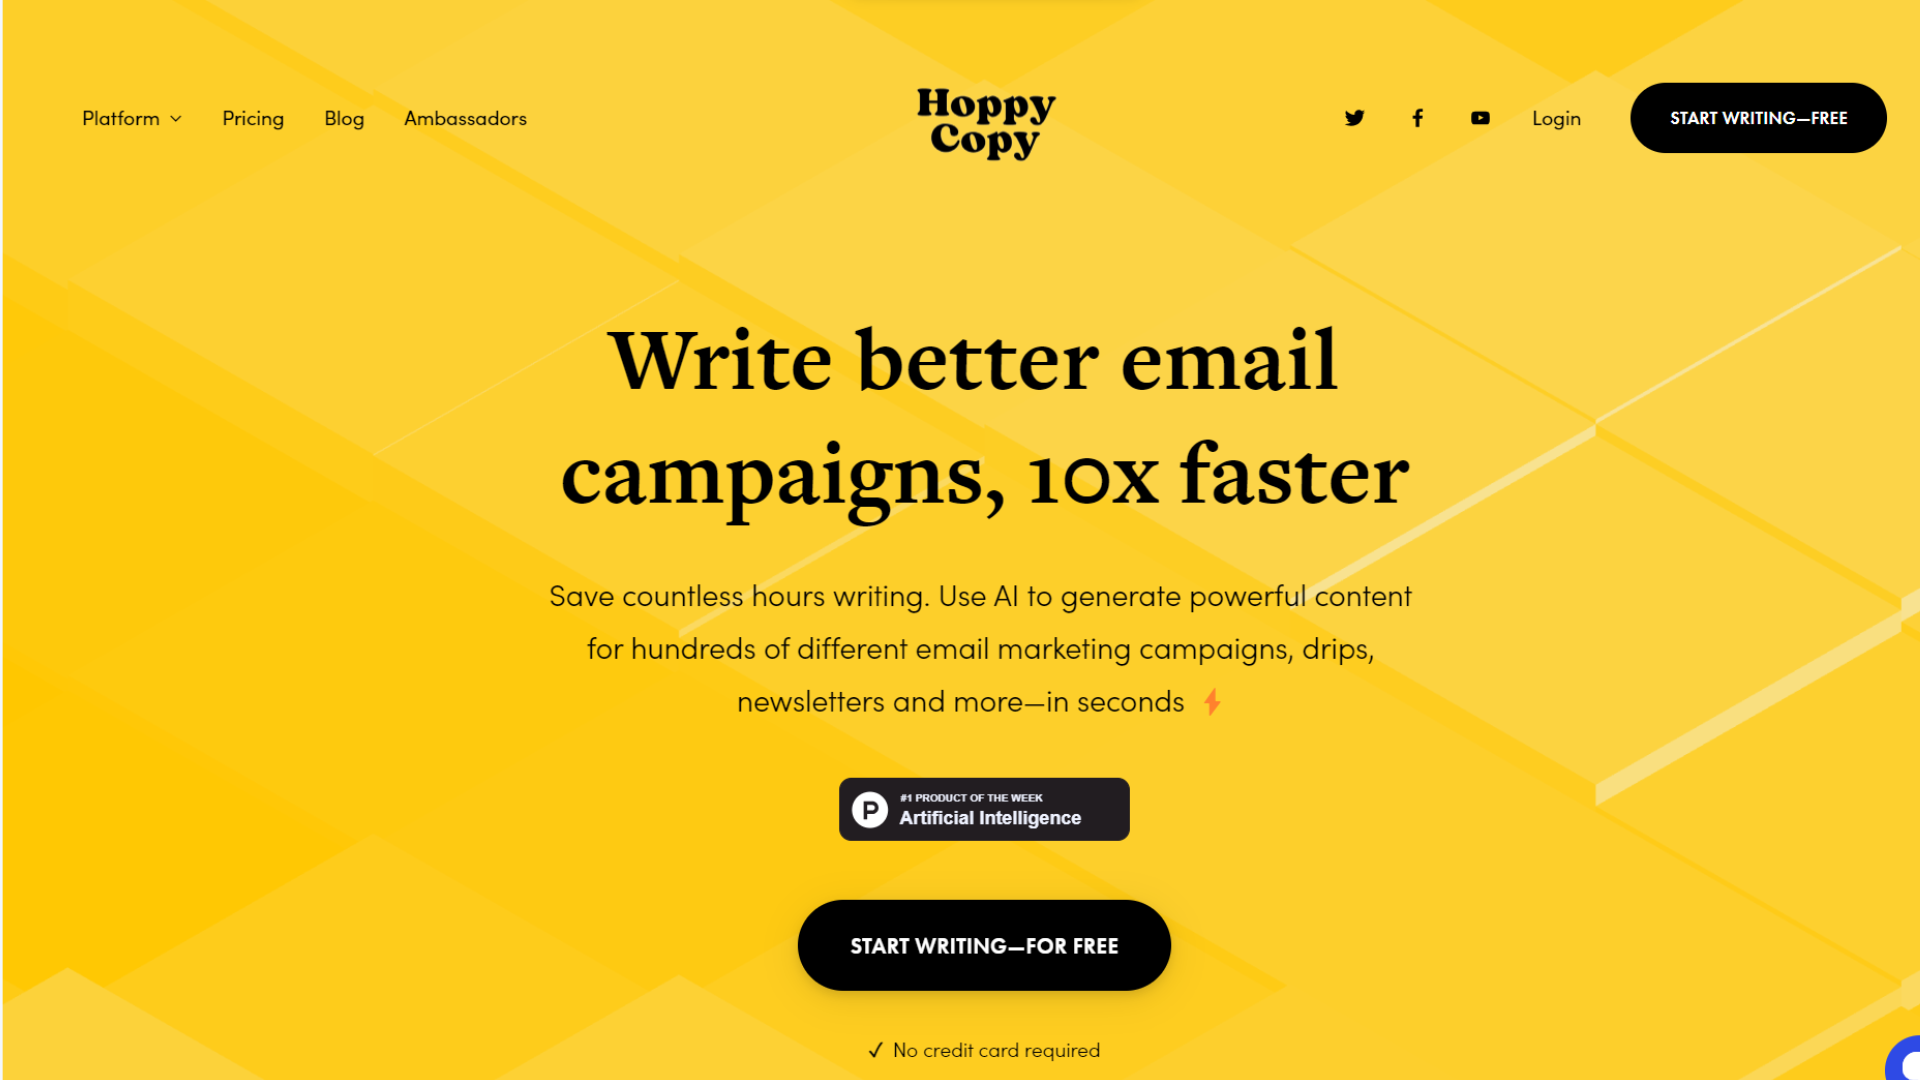 Platform
Pricing
Blog
Ambassadors
Hoppy
Copy
Login
START WRITING—FREE
Write better email
campaigns, 10x faster
Save countless hours writing. Use AI to generate powerful content
for hundreds of different email marketing campaigns, drips,
newsletters and more—in seconds
P
#1 PRODUCT OF THE WEEK
Artificial Intelligence
START WRITING—FOR FREE
✓ No credit card required